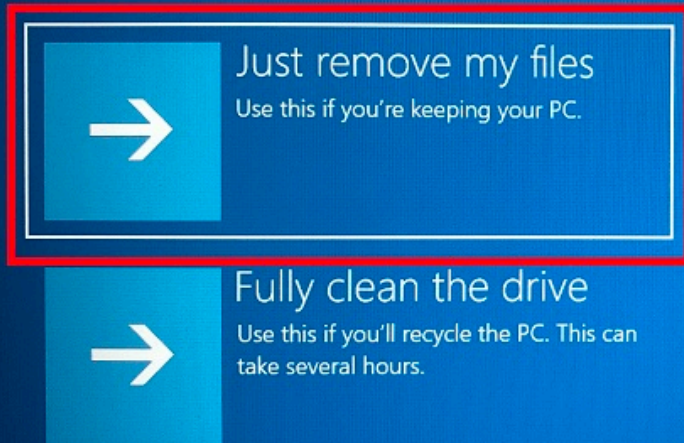 Just remove my files
Use this if you're keeping your PC.
Fully clean the drive
Use this if you'll recycle the PC. This can
take several hours.